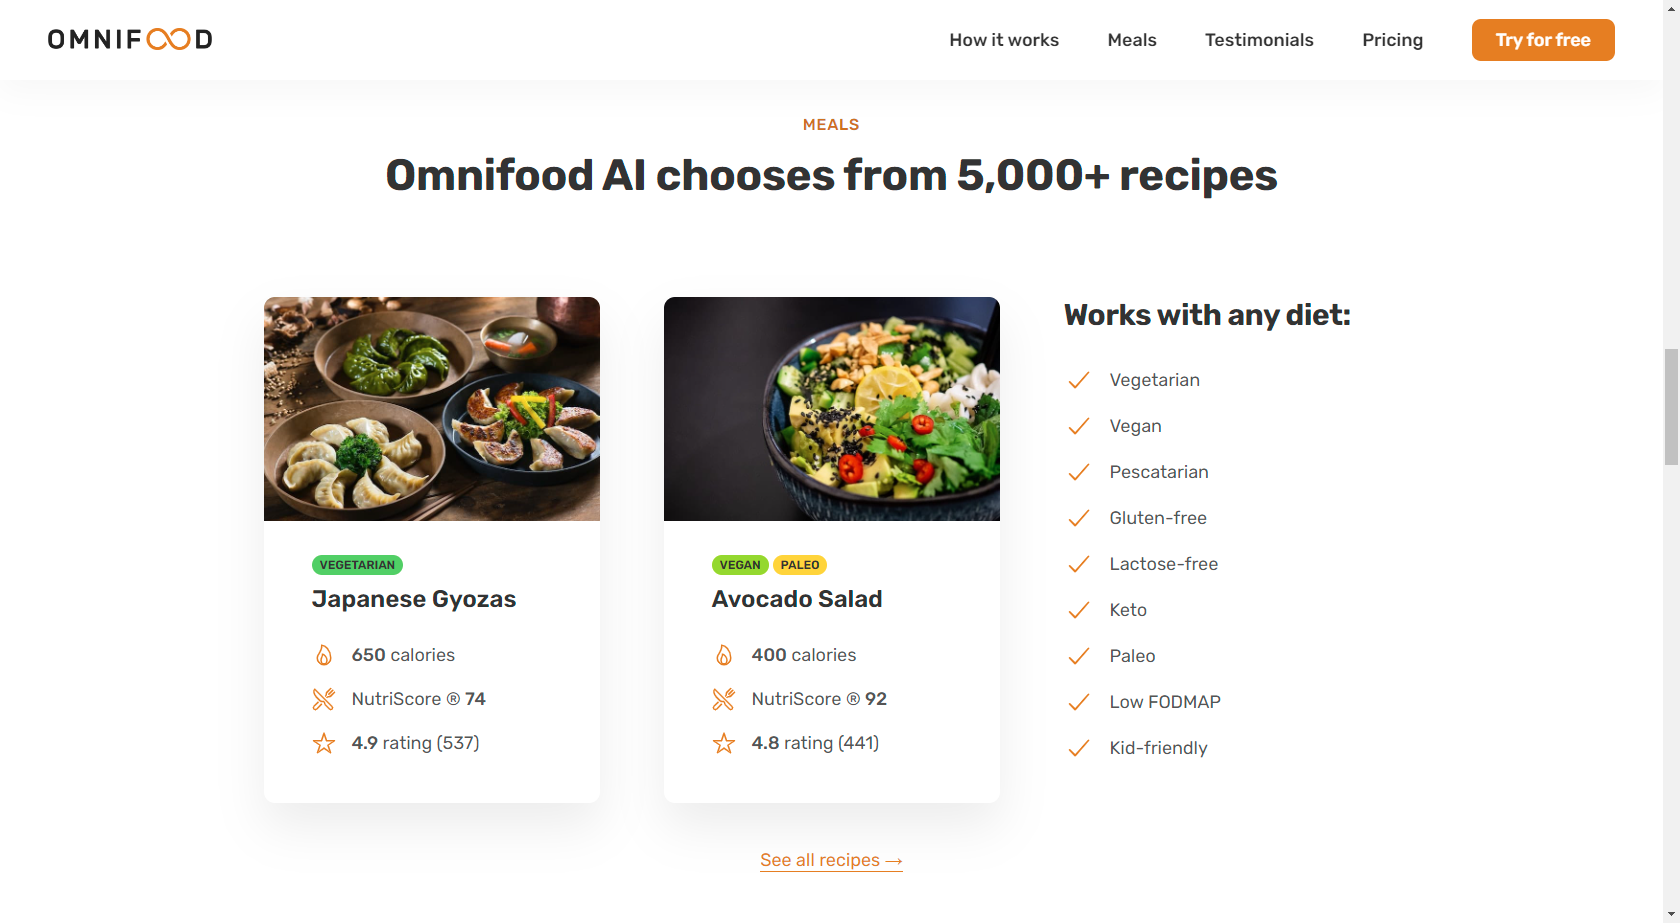 OMNIFOOD
How it works
Meals
Testimonials
Pricing
Try for free
MEALS
Omnifood AI chooses from 5,000+ recipes
VEGETARIAN
Japanese Gyozas
650 calories
NutriScore ® 74
4.9 rating (537)
VEGAN PALEO
Avocado Salad
400 calories
NutriScore ® 92
4.8 rating (441)
Works with any diet:
Vegetarian
Vegan
Pescatarian
Gluten-free
Lactose-free
Keto
Paleo
Low FODMAP
Kid-friendly
See all recipes →